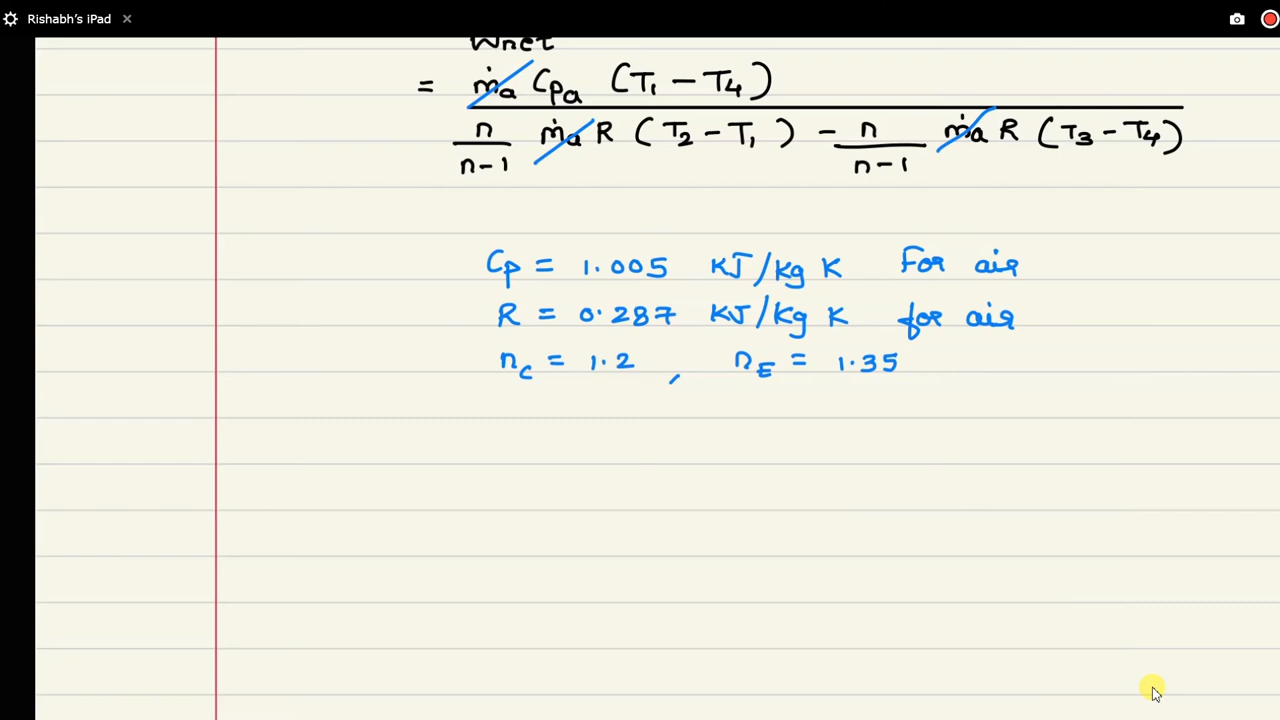 Rishabh's iPad
Wnet
= ṁa Cpa (T1 - T4)
n/n-1 ṁa R (T2 - T1) - n/n-1 ṁa R (T3 - T4)
Cp = 1.005 KJ/kg K For air
R = 0.287 KJ/kg K for air
nC = 1.2 , nE = 1.35